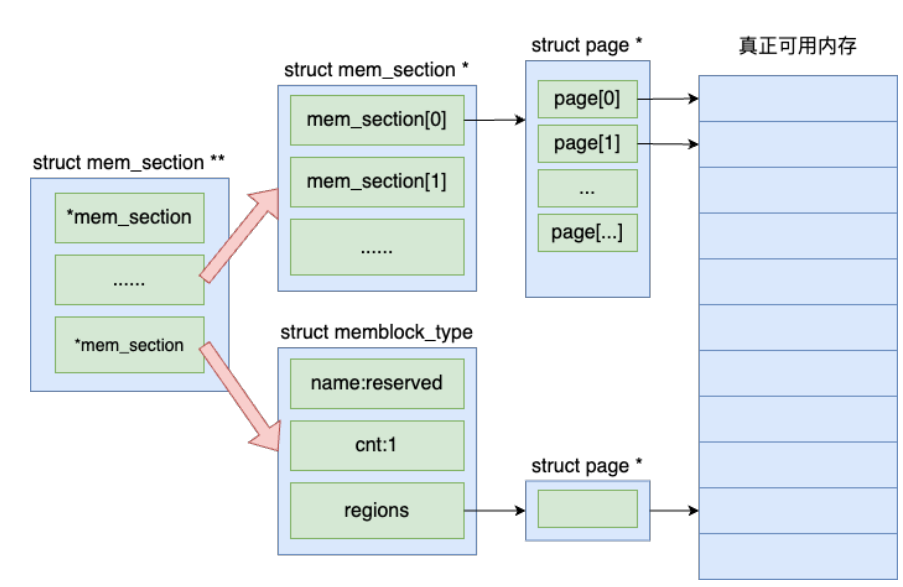 struct mem_section **
*mem_section
......
*mem_section
struct mem_section *
mem_section[0]
mem_section[1]
......
struct memblock_type
name:reserved
cnt:1
regions
struct page *
page[0]
page[1]
...
page[...]
struct page *
真正可用内存